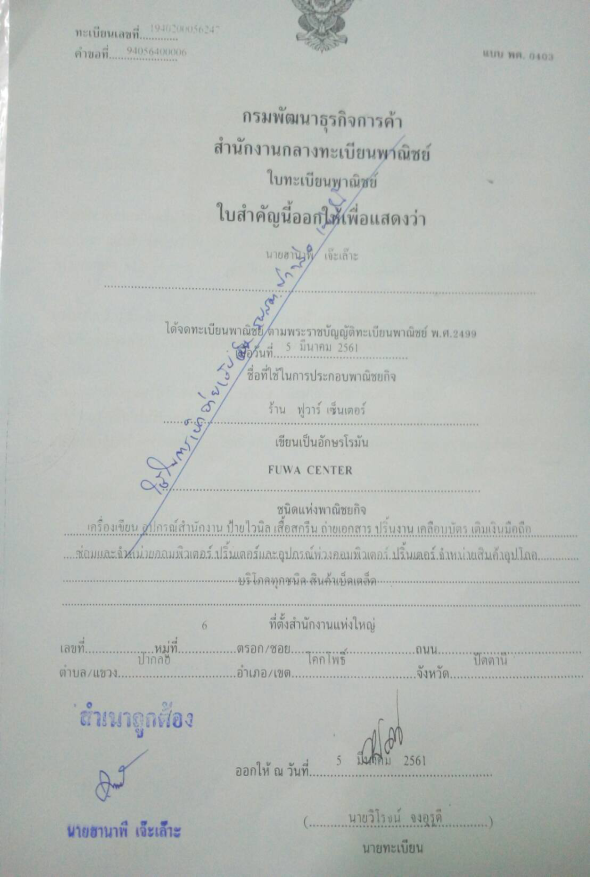 ทะเบียนเลขที่
คำขอที่ 94056400006
แบบ พค. 0403
กรมพัฒนาธุรกิจการค้า
สำนักงานกลางทะเบียนพาณิชย์
ใบทะเบียนพาณิชย์
ใบสำคัญนี้ออกให้เพื่อแสดงว่า
นายฮานาฟี เจ๊ะเล๊าะ
ได้จดทะเบียนพาณิชย์ ตามพระราชบัญญัติทะเบียนพาณิชย์ พ.ศ.2499
เมื่อวันที่ 5 มีนาคม 2561
ชื่อที่ใช้ในการประกอบพาณิชยกิจ
ร้าน ฟูวาร์ เซ็นเตอร์
เขียนเป็นอักษรโรมัน
FUWA CENTER
ชนิดแห่งพาณิชยกิจ
เครื่องเขียน อุปกรณ์สำนักงาน ป้ายไวนิล เสื้อสกรีน ถ่ายเอกสาร ปริ้นงาน เคลือบบัตร เติมเงินมือถือ
ซ่อมและจำหน่ายคอมพิวเตอร์ ปริ้นเตอร์และอุปกรณ์พ่วงคอมพิวเตอร์ ปริ้นเตอร์ จำหน่ายสินค้าอุปโภค
บริโภคทุกชนิด สินค้าเบ็ดเตล็ด
ที่ตั้งสำนักงานแห่งใหญ่
เลขที่ หมู่ที่ 6 ตรอก/ซอย ถนน
ตำบล/แขวง ปากล่อ อำเภอ/เขต โคกโพธิ์ จังหวัด ปัตตานี
สำเนาถูกต้อง
ออกให้ ณ วันที่ 5 มีนาคม 2561
นายฮานาฟี เจ๊ะเล๊าะ
(นายวิโรจน์ จงอุรุดี)
นายทะเบียน